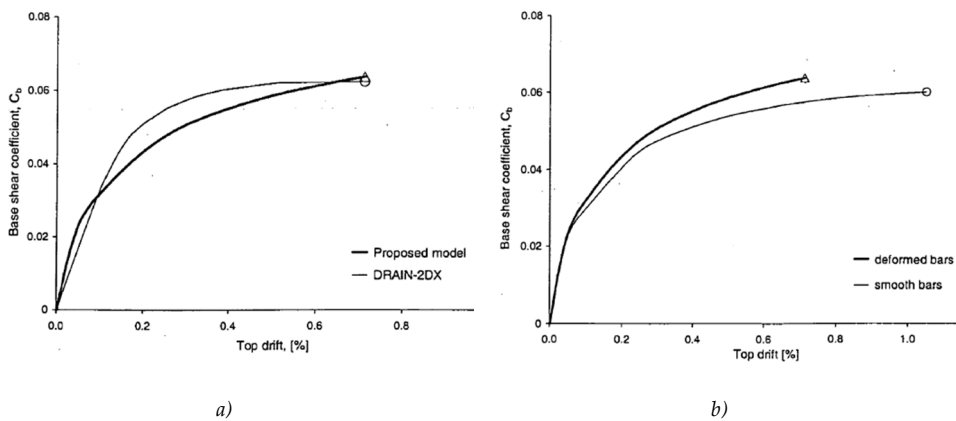 0.08
0.06
0.04
0.02
0
Base shear coefficient, Cb
0.0
0.2
0.4
0.6
0.8
Top drift, [%]
Proposed model
DRAIN-2DX
a)
0.08
0.06
0.04
0.02
0
Base shear coefficient, Cb
0.0
0.2
0.4
0.6
0.8
1.0
Top drift [%]
deformed bars
smooth bars
b)